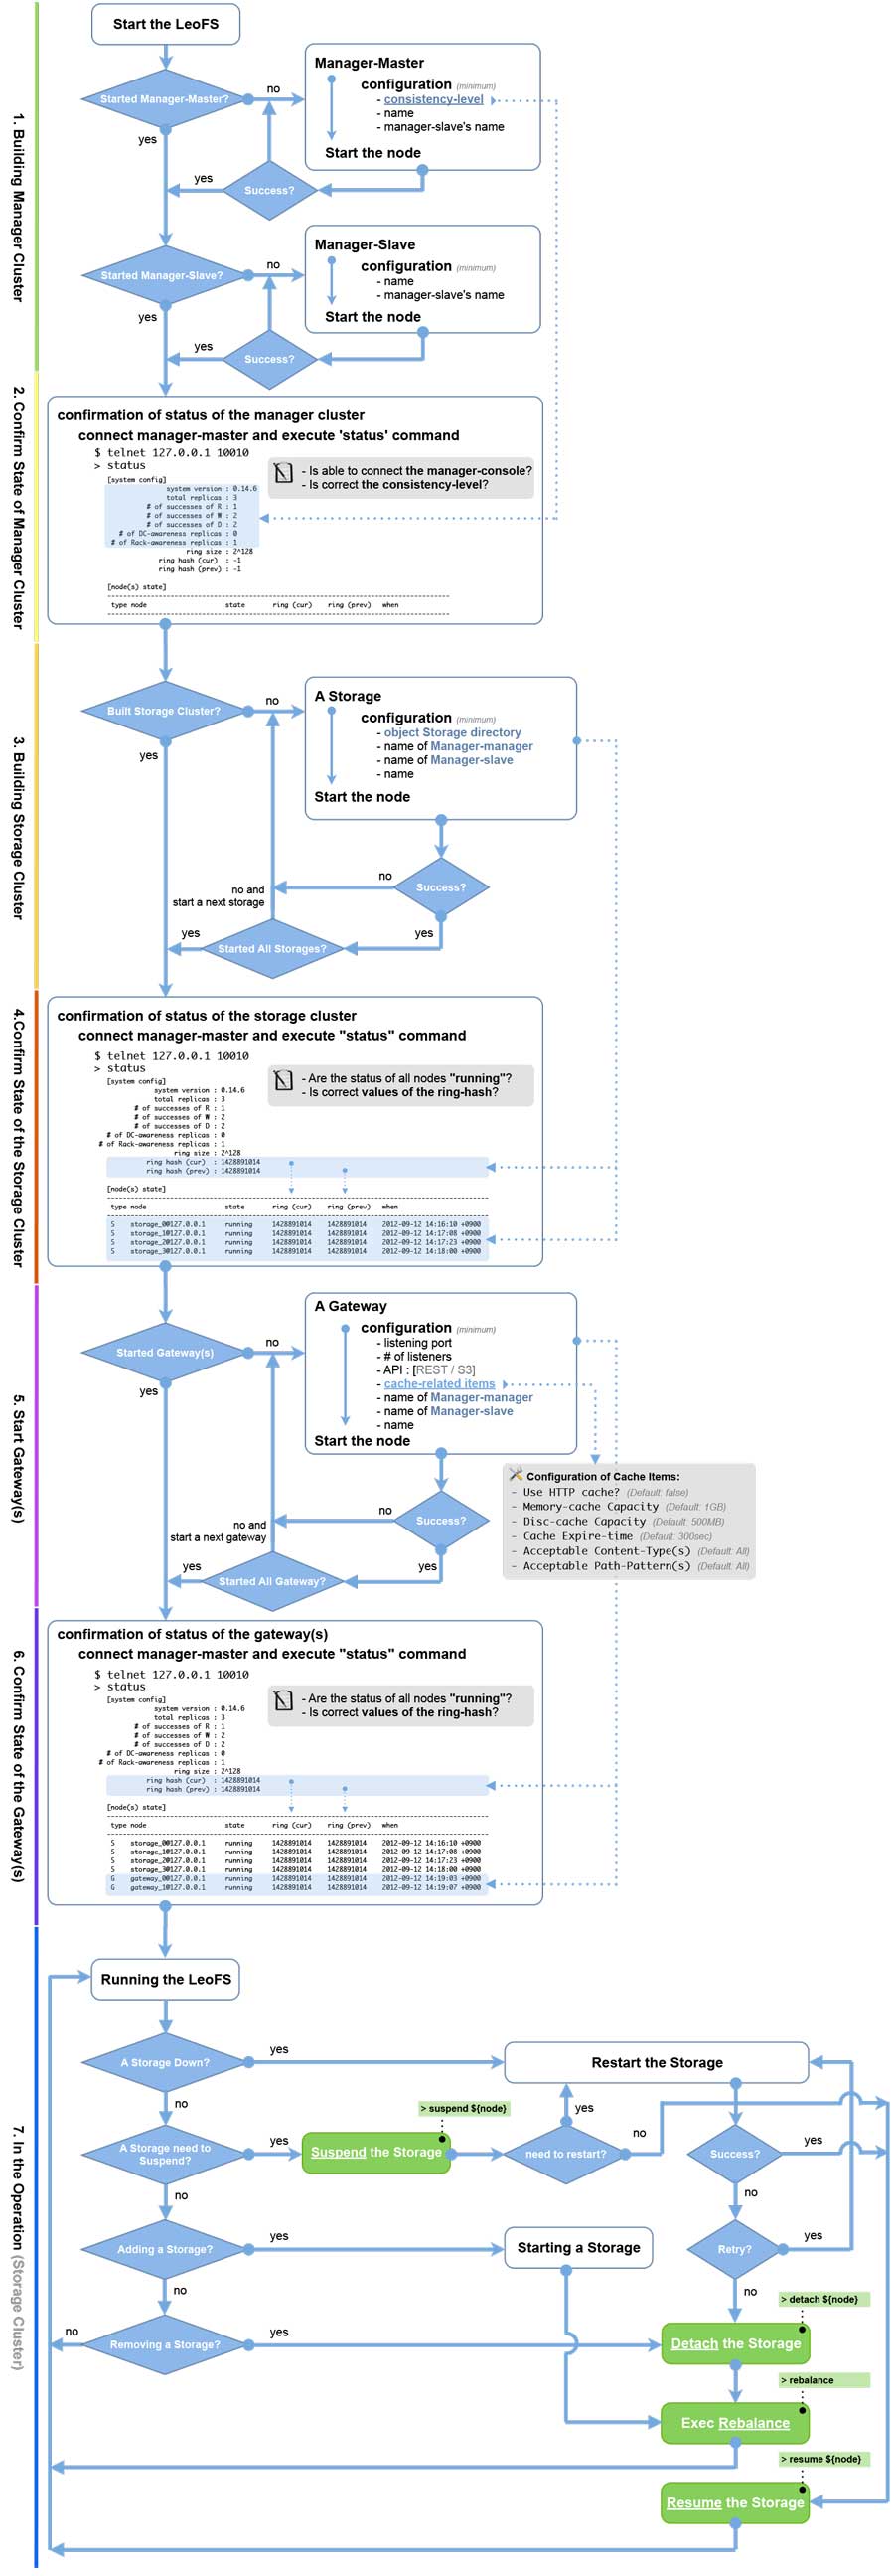 Start the LeoFS
1. Building Manager Cluster
Started Manager-Master?
no
yes
Manager-Master
configuration (minimum)
- consistency-level
- name
- manager-slave's name
Start the node
Success?
yes
Started Manager-Slave?
no
yes
Manager-Slave
configuration (minimum)
- name
- manager-slave's name
Start the node
Success?
yes
2. Confirm State of Manager Cluster
confirmation of status of the manager cluster
connect manager-master and execute 'status' command
$ telnet 127.0.0.1 10010
> status
- Is able to connect the manager-console?
- Is correct the consistency-level?
[system config]
system version : 0.14.6
total replicas : 3
# of successes of R : 1
# of successes of W : 2
# of successes of D : 2
# of DC-awareness replicas : 0
# of Rack-awareness replicas : 1
ring size : 2^128
ring hash (cur) : -1
ring hash (prev) : -1
[node(s) state]
type node state ring (cur) ring (prev) when
3. Building Storage Cluster
Built Storage Cluster?
no
yes
A Storage
configuration (minimum)
- object Storage directory
- name of Manager-manager
- name of Manager-slave
- name
Start the node
Success?
no
yes
no and
start a next storage
Started All Storages?
yes
4.Confirm State of the Storage Cluster
confirmation of status of the storage cluster
connect manager-master and execute "status" command
$ telnet 127.0.0.1 10010
> status
- Are the status of all nodes "running"?
- Is correct values of the ring-hash?
[system config]
system version : 0.14.6
total replicas : 3
# of successes of R : 1
# of successes of W : 2
# of successes of D : 2
# of DC-awareness replicas : 0
# of Rack-awareness replicas : 1
ring size : 2^128
ring hash (cur) : 1428891014
ring hash (prev) : 1428891014
[node(s) state]
type node state ring (cur) ring (prev) when
S storage_0@127.0.0.1 running 1428891014 1428891014 2012-09-12 14:16:10 +0900
S storage_1@127.0.0.1 running 1428891014 1428891014 2012-09-12 14:17:08 +0900
S storage_2@127.0.0.1 running 1428891014 1428891014 2012-09-12 14:17:23 +0900
S storage_3@127.0.0.1 running 1428891014 1428891014 2012-09-12 14:18:00 +0900
5. Start Gateway(s)
Started Gateway(s)
no
yes
A Gateway
configuration (minimum)
- listening port
- # of listeners
- API : [REST / S3]
- cache-related items
- name of Manager-manager
- name of Manager-slave
- name
Start the node
Configuration of Cache Items:
- Use HTTP cache? (Default: false)
- Memory-cache Capacity (Default: 1GB)
- Disc-cache Capacity (Default: 500MB)
- Cache Expire-time (Default: 300sec)
- Acceptable Content-Type(s) (Default: All)
- Acceptable Path-Pattern(s) (Default: All)
Success?
no
yes
no and
start a next gateway
Started All Gateway?
yes
6. Confirm State of the Gateway(s)
confirmation of status of the gateway(s)
connect manager-master and execute "status" command
$ telnet 127.0.0.1 10010
> status
- Are the status of all nodes "running"?
- Is correct values of the ring-hash?
[system config]
system version : 0.14.6
total replicas : 3
# of successes of R : 1
# of successes of W : 2
# of successes of D : 2
# of DC-awareness replicas : 0
# of Rack-awareness replicas : 1
ring size : 2^128
ring hash (cur) : 1428891014
ring hash (prev) : 1428891014
[node(s) state]
type node state ring (cur) ring (prev) when
S storage_0@127.0.0.1 running 1428891014 1428891014 2012-09-12 14:16:10 +0900
S storage_1@127.0.0.1 running 1428891014 1428891014 2012-09-12 14:17:08 +0900
S storage_2@127.0.0.1 running 1428891014 1428891014 2012-09-12 14:17:23 +0900
S storage_3@127.0.0.1 running 1428891014 1428891014 2012-09-12 14:18:00 +0900
G gateway_0@127.0.0.1 running 1428891014 1428891014 2012-09-12 14:19:03 +0900
G gateway_1@127.0.0.1 running 1428891014 1428891014 2012-09-12 14:19:07 +0900
7. In the Operation (Storage Cluster)
Running the LeoFS
A Storage Down?
yes
no
Restart the Storage
> suspend ${node}
A Storage need to
Suspend?
yes
no
Suspend the Storage
need to restart?
yes
no
Success?
yes
no
Adding a Storage?
yes
no
Starting a Storage
Retry?
yes
no
> detach ${node}
Removing a Storage?
no
yes
Detach the Storage
> rebalance
Exec Rebalance
> resume ${node}
Resume the Storage